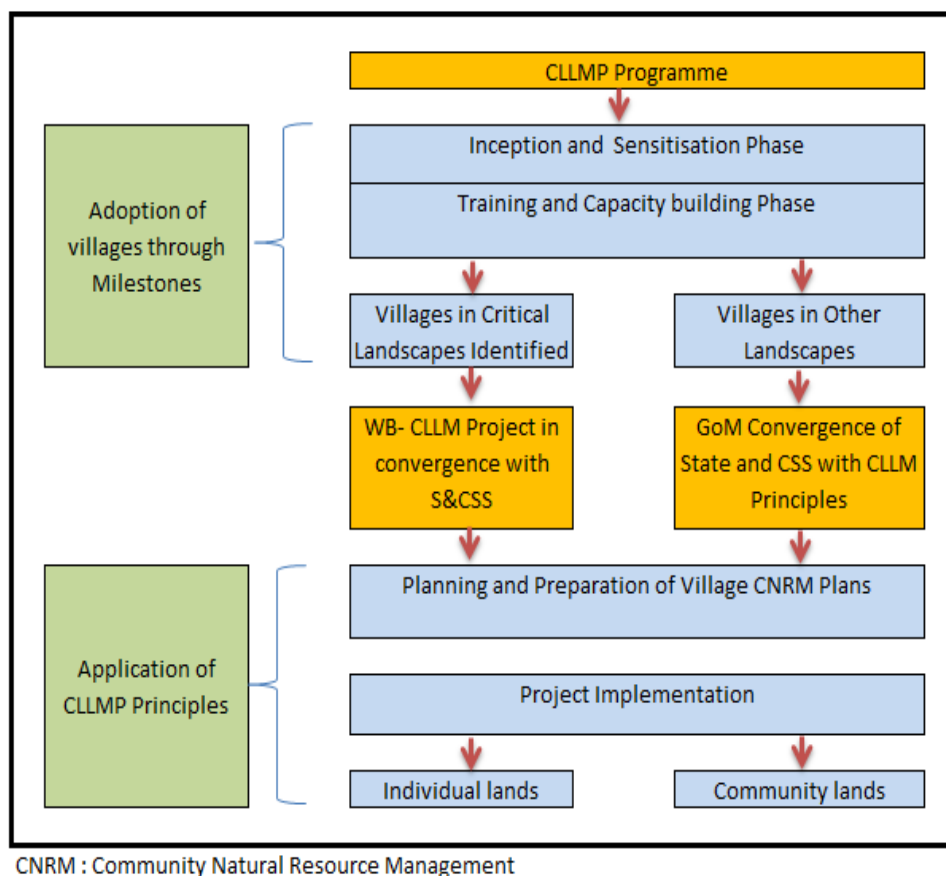 CLLMP Programme
Adoption of
villages through
Milestones
Inception and Sensitisation Phase
Training and Capacity building Phase
Villages in Critical
Landscapes Identified
Villages in Other
Landscapes
WB- CLLM Project in
convergence with
S&CSS
GoM Convergence of
State and CSS with CLLM
Principles
Application of
CLLMP Principles
Planning and Preparation of Village CNRM Plans
Project Implementation
Individual lands
Community lands
CNRM : Community Natural Resource Management